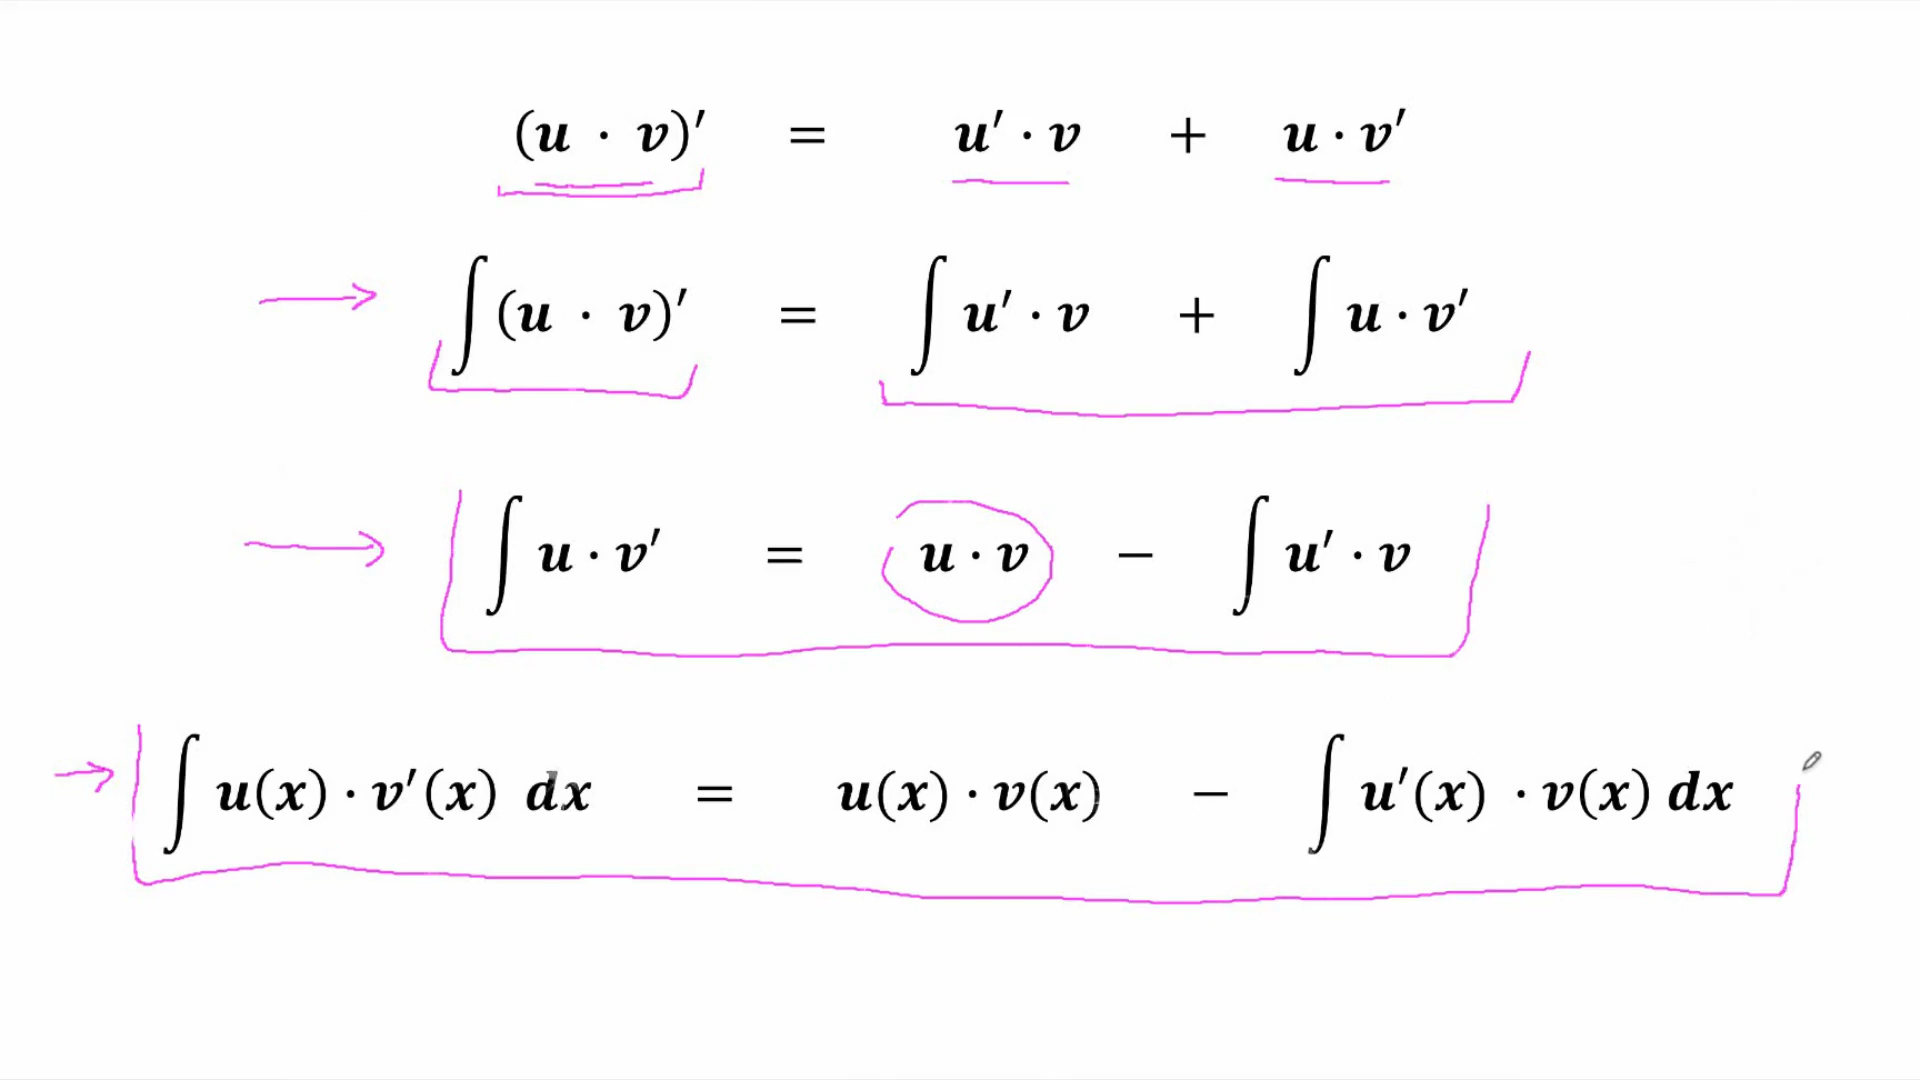 (u · v)′ = u′ · v + u · v′
∫ (u · v)′ = ∫ u′ · v + ∫ u · v′
∫ u · v′ = u · v − ∫ u′ · v
∫ u(x) · v′(x) dx = u(x) · v(x) − ∫ u′(x) · v(x) dx